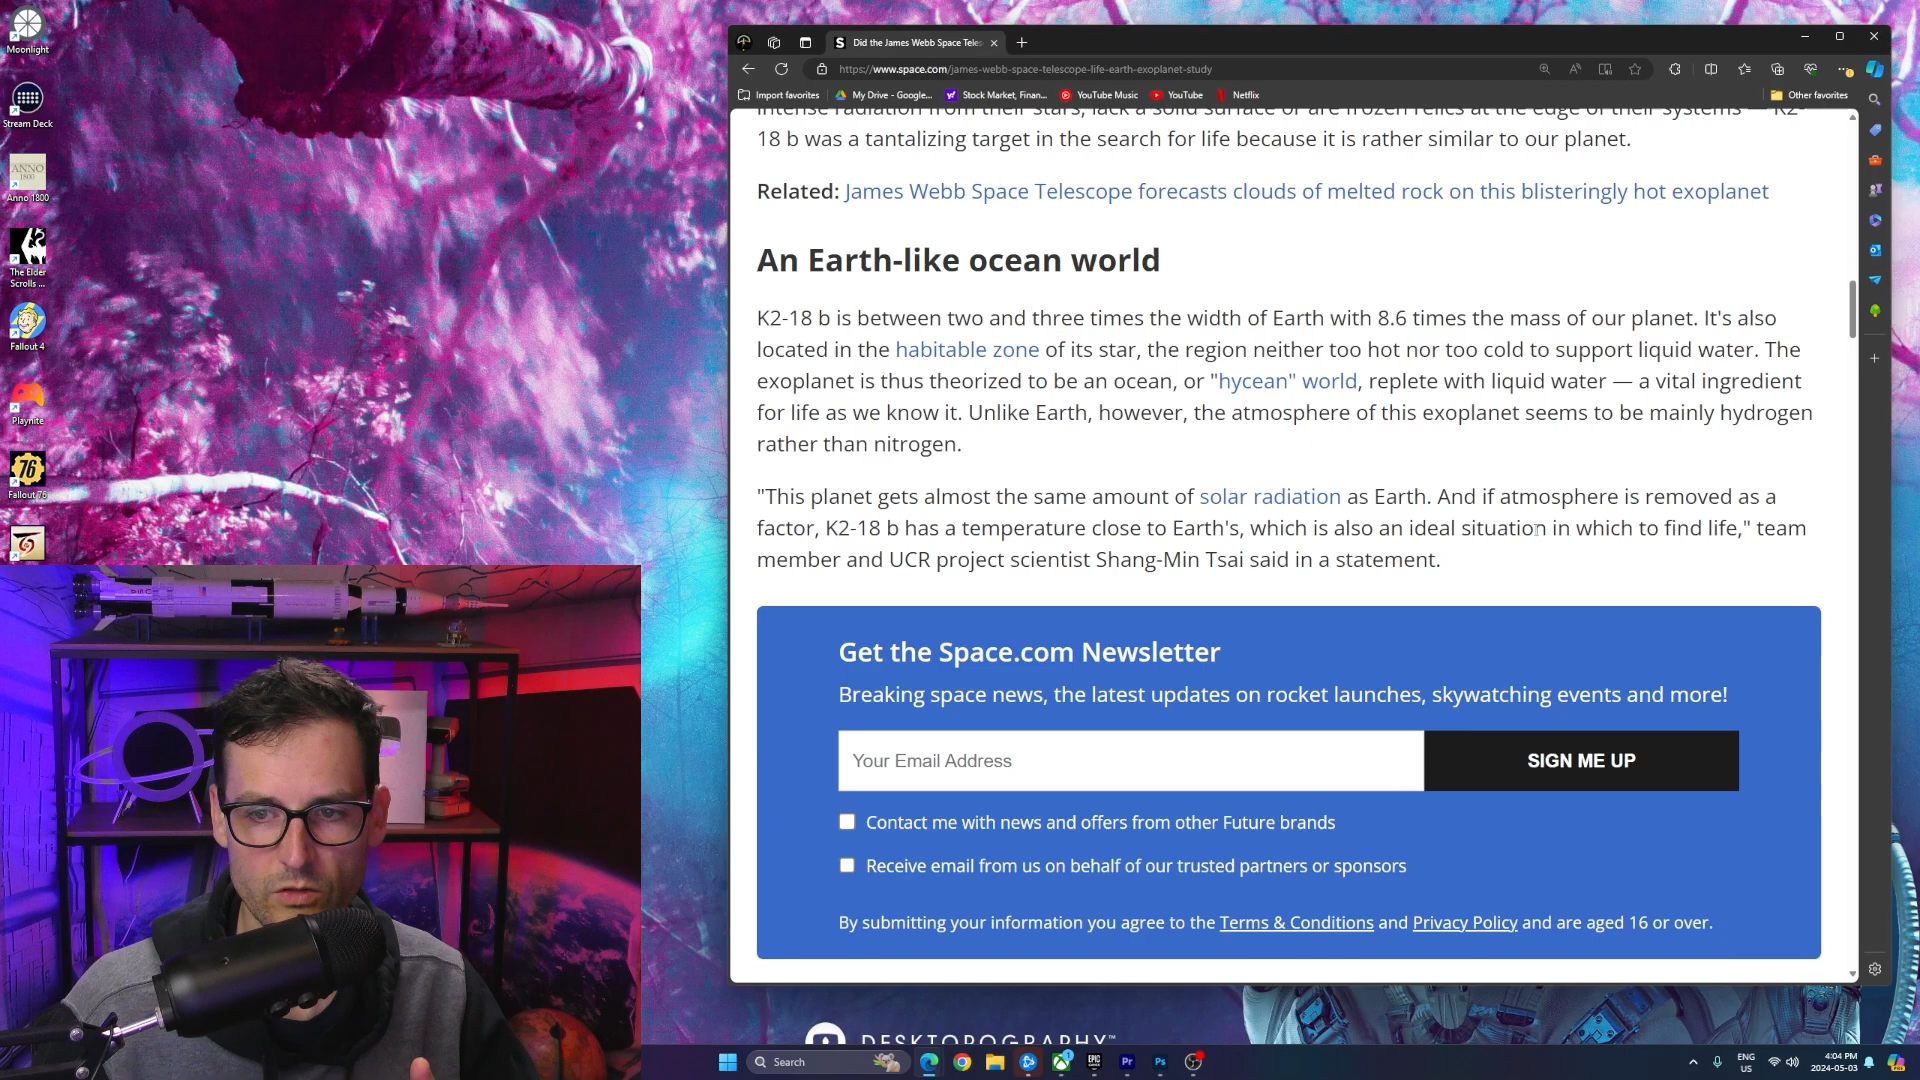 Moonlight
Stream Deck
ANNO
1800
Anno 1800
The Elder
Scrolls ...
Fallout 4
Playnite
76
Fallout 76
Did the James Webb Space Teles
https://www.space.com/james-webb-space-telescope-life-earth-exoplanet-study
Import favorites
My Drive - Google...
Stock Market, Finan...
YouTube Music
YouTube
Netflix
Other favorites
intense radiation from their stars, lack a solid surface or are frozen relics at the edge of their systems — K2-
18 b was a tantalizing target in the search for life because it is rather similar to our planet.
Related: James Webb Space Telescope forecasts clouds of melted rock on this blisteringly hot exoplanet
An Earth-like ocean world
K2-18 b is between two and three times the width of Earth with 8.6 times the mass of our planet. It's also
located in the habitable zone of its star, the region neither too hot nor too cold to support liquid water. The
exoplanet is thus theorized to be an ocean, or "hycean" world, replete with liquid water — a vital ingredient
for life as we know it. Unlike Earth, however, the atmosphere of this exoplanet seems to be mainly hydrogen
rather than nitrogen.
"This planet gets almost the same amount of solar radiation as Earth. And if atmosphere is removed as a
factor, K2-18 b has a temperature close to Earth's, which is also an ideal situation in which to find life," team
member and UCR project scientist Shang-Min Tsai said in a statement.
Get the Space.com Newsletter
Breaking space news, the latest updates on rocket launches, skywatching events and more!
Your Email Address
SIGN ME UP
Contact me with news and offers from other Future brands
Receive email from us on behalf of our trusted partners or sponsors
By submitting your information you agree to the Terms & Conditions and Privacy Policy and are aged 16 or over.
DESKTOPOGRAPHY™
Search
EPIC
Pr
Ps
ENG
US
4:04 PM
2024-05-03